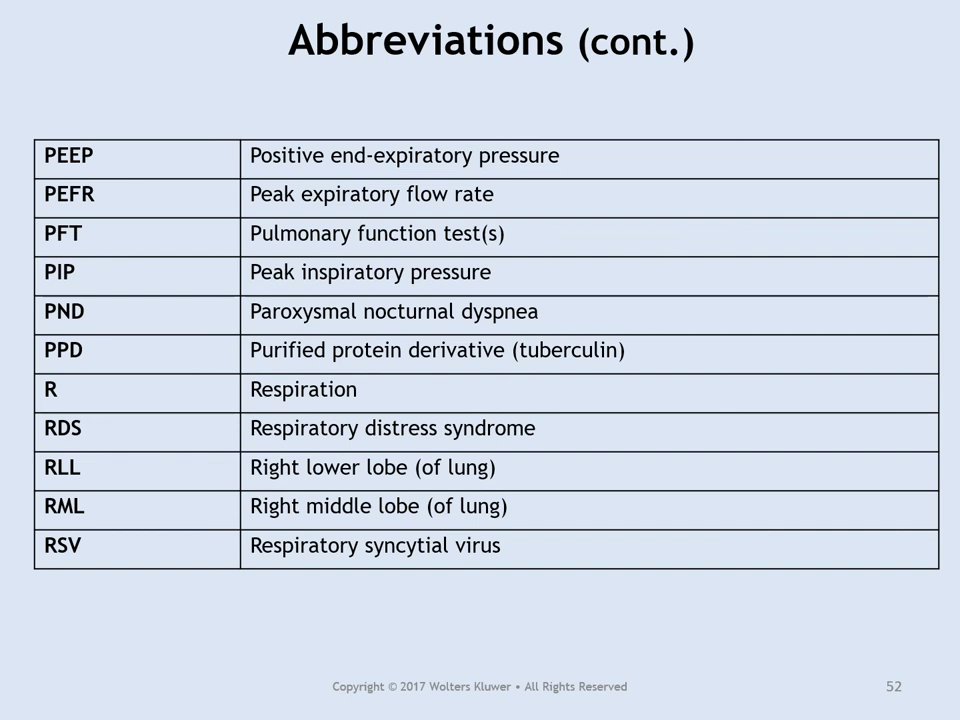 Abbreviations (cont.)
PEEP Positive end-expiratory pressure
PEFR Peak expiratory flow rate
PFT Pulmonary function test(s)
PIP Peak inspiratory pressure
PND Paroxysmal nocturnal dyspnea
PPD Purified protein derivative (tuberculin)
R Respiration
RDS Respiratory distress syndrome
RLL Right lower lobe (of lung)
RML Right middle lobe (of lung)
RSV Respiratory syncytial virus
Copyright © 2017 Wolters Kluwer • All Rights Reserved 52